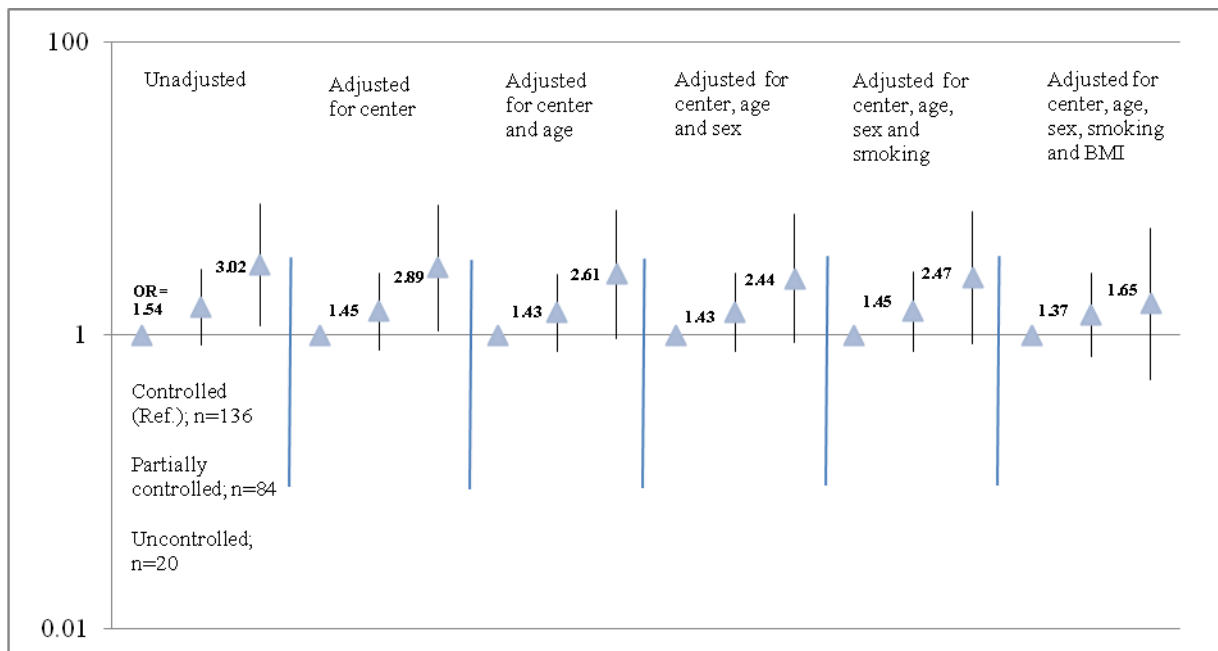 100
Unadjusted
Adjusted
for center
Adjusted
for center
and age
Adjusted for
center, age
and sex
Adjusted for
center, age,
sex and
smoking
Adjusted for
center, age,
sex, smoking
and BMI
OR=
1.54
3.02
1.45
2.89
1.43
2.61
1.43
2.44
1.45
2.47
1.37
1.65
1
Controlled
(Ref.); n=136
Partially
controlled; n=84
Uncontrolled;
n=20
0.01